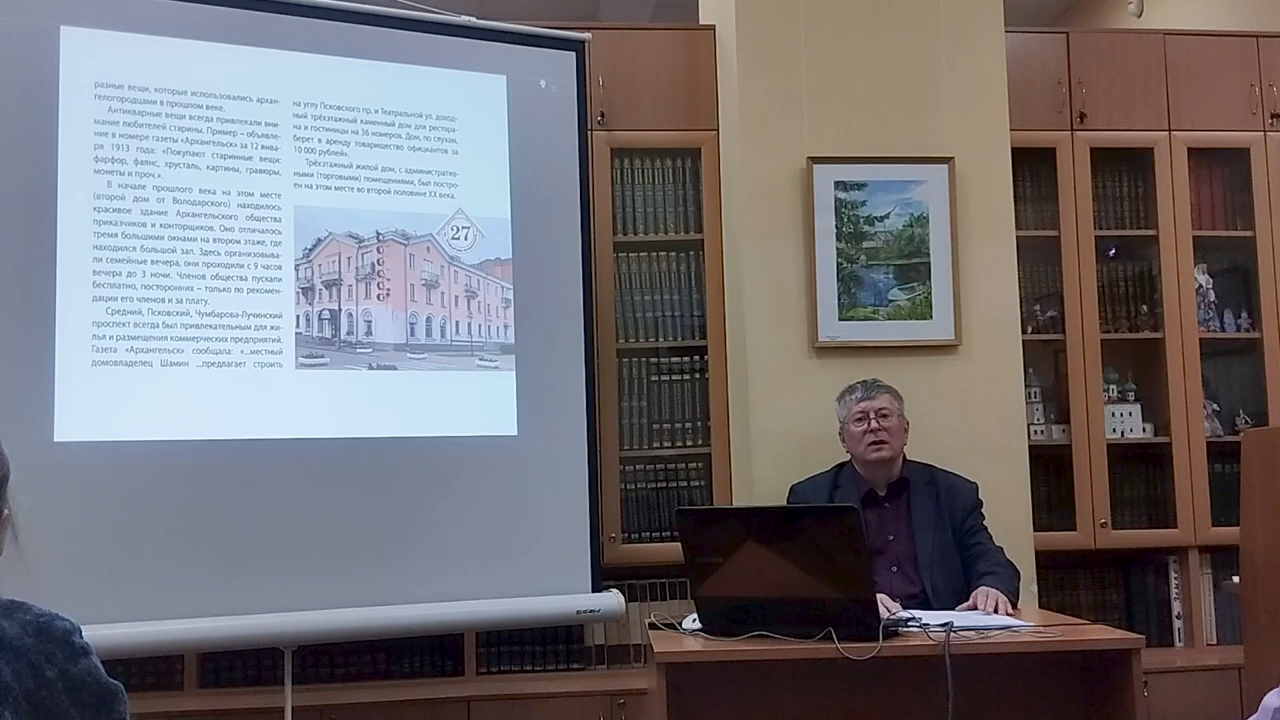 разные вещи, которые использовались архан-
гелогородцами в прошлом веке.
Антикварные вещи всегда привлекали вни-
мание любителей старины. Пример – объявле-
ние в номере газеты «Архангельск» за 12 янва-
ря 1913 года: «Покупают старинные вещи:
фарфор, фаянс, хрусталь, картины, гравюры,
монеты и проч.».
В начале прошлого века на этом месте
(второй дом от Володарского) находилось
красивое здание Архангельского общества
приказчиков и конторщиков. Оно отличалось
тремя большими окнами на втором этаже, где
находился большой зал. Здесь организовыва-
ли семейные вечера, они проходили с 9 часов
вечера до 3 ночи. Членов общества пускали
бесплатно, посторонних – только по рекомен-
дации его членов и за плату.
Средний, Псковский, Чумбарова-Лучинский
проспект всегда был привлекательным для жи-
лья и размещения коммерческих предприятий.
Газета «Архангельск» сообщала: «...местный
домовладелец Шамин ...предлагает строить
на углу Псковского пр. и Театральной ул. доход-
ный трёхэтажный каменный дом для рестора-
на и гостиницы на 36 номеров. Дом, по слухам,
берет в аренду товарищество официантов за
10 000 рублей».
Трёхэтажный жилой дом, с административ-
ными (торговыми) помещениями, был постро-
ен на этом месте во второй половине XX века.
27